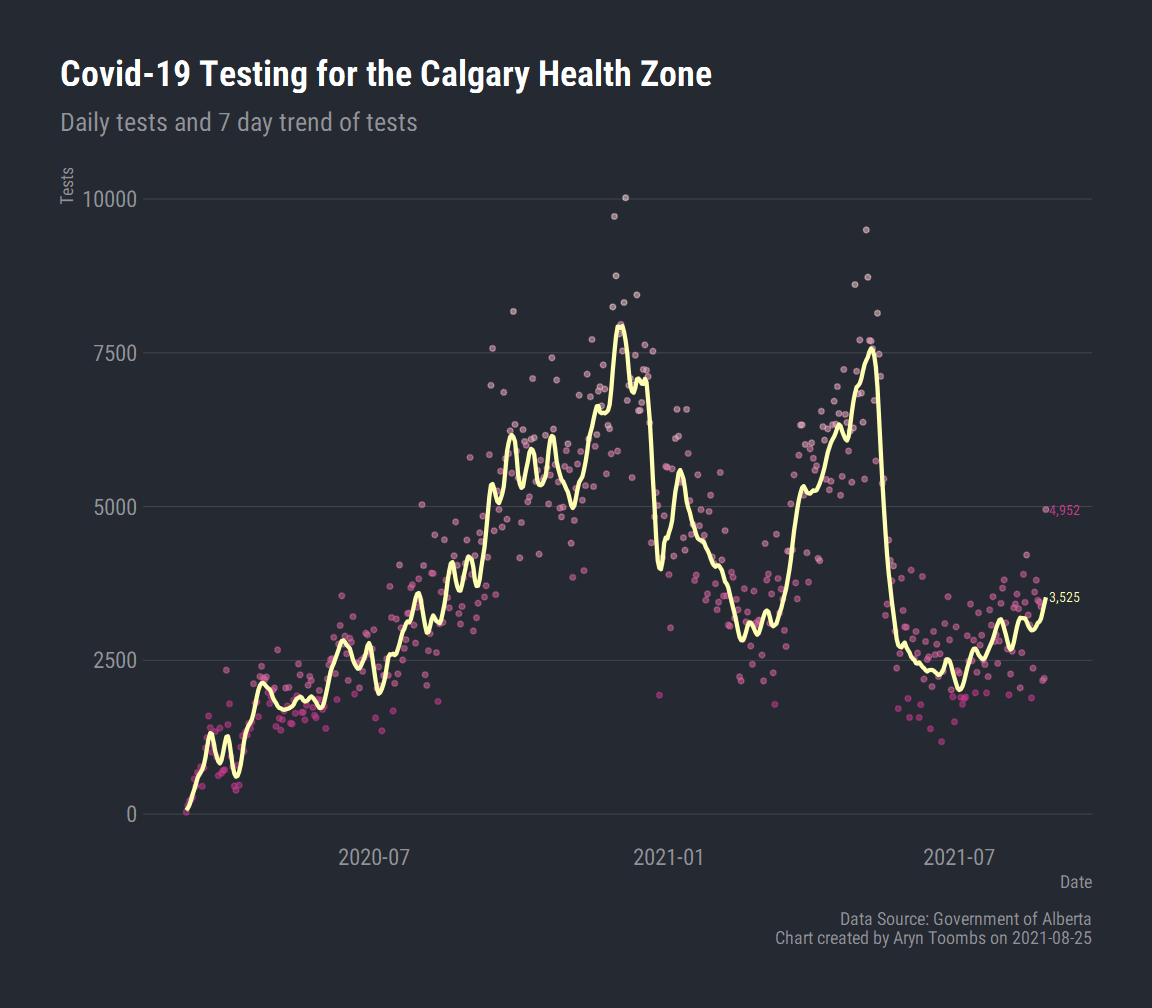 Covid-19 Testing for the Calgary Health Zone
Daily tests and 7 day trend of tests
Tests
10000
7500
5000
2500
0
4,952
3,525
2020-07
2021-01
2021-07
Date
Data Source: Government of Alberta
Chart created by Aryn Toombs on 2021-08-25